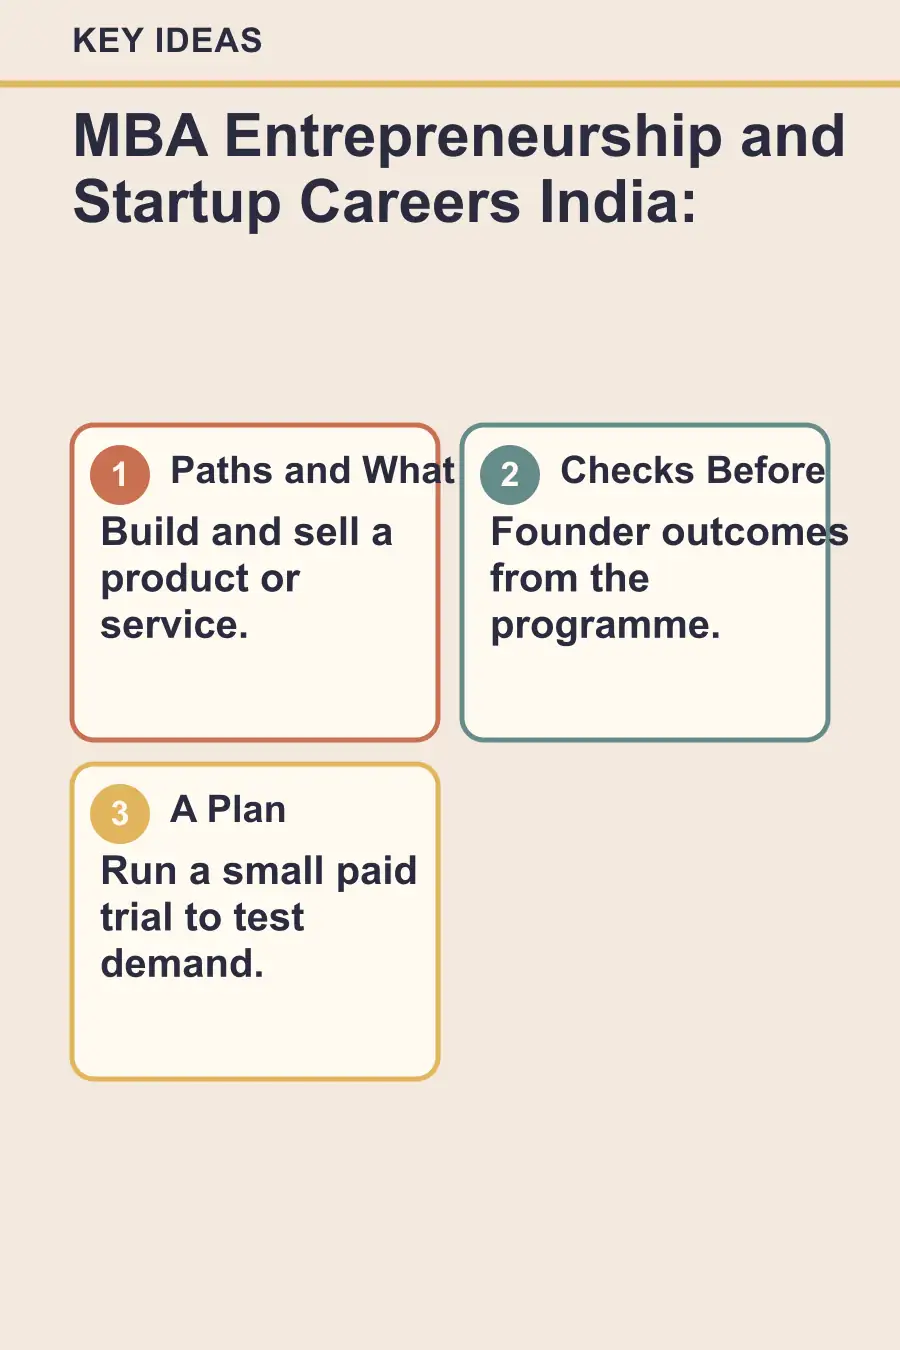 KEY IDEAS
MBA Entrepreneurship and
Startup Careers India:
1 Paths and What
Build and sell a
product or
service.
2 Checks Before
Founder outcomes
from the
programme.
3 A Plan
Run a small paid
trial to test
demand.